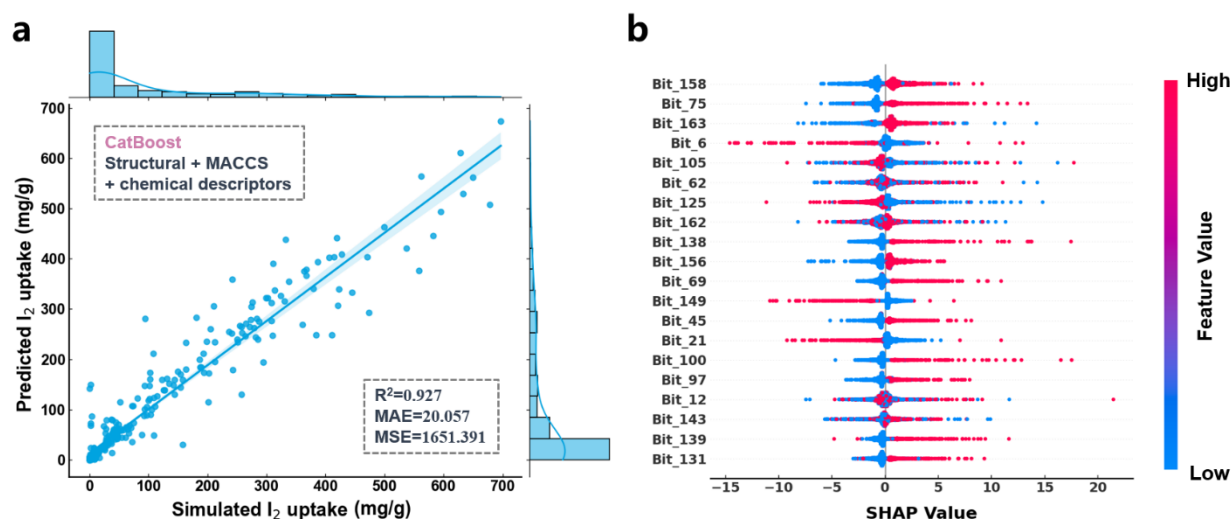 a
700
600
500
400
300
200
100
0
0 100 200 300 400 500 600 700
Predicted I₂ uptake (mg/g)
Simulated I₂ uptake (mg/g)
CatBoost
Structural + MACCS
+ chemical descriptors
R²=0.927
MAE=20.057
MSE=1651.391
b
Bit_158
Bit_75
Bit_163
Bit_6
Bit_105
Bit_62
Bit_125
Bit_162
Bit_138
Bit_156
Bit_69
Bit_149
Bit_45
Bit_21
Bit_100
Bit_97
Bit_12
Bit_143
Bit_139
Bit_131
−15 −10 −5 0 5 10 15 20
SHAP Value
High
Feature Value
Low